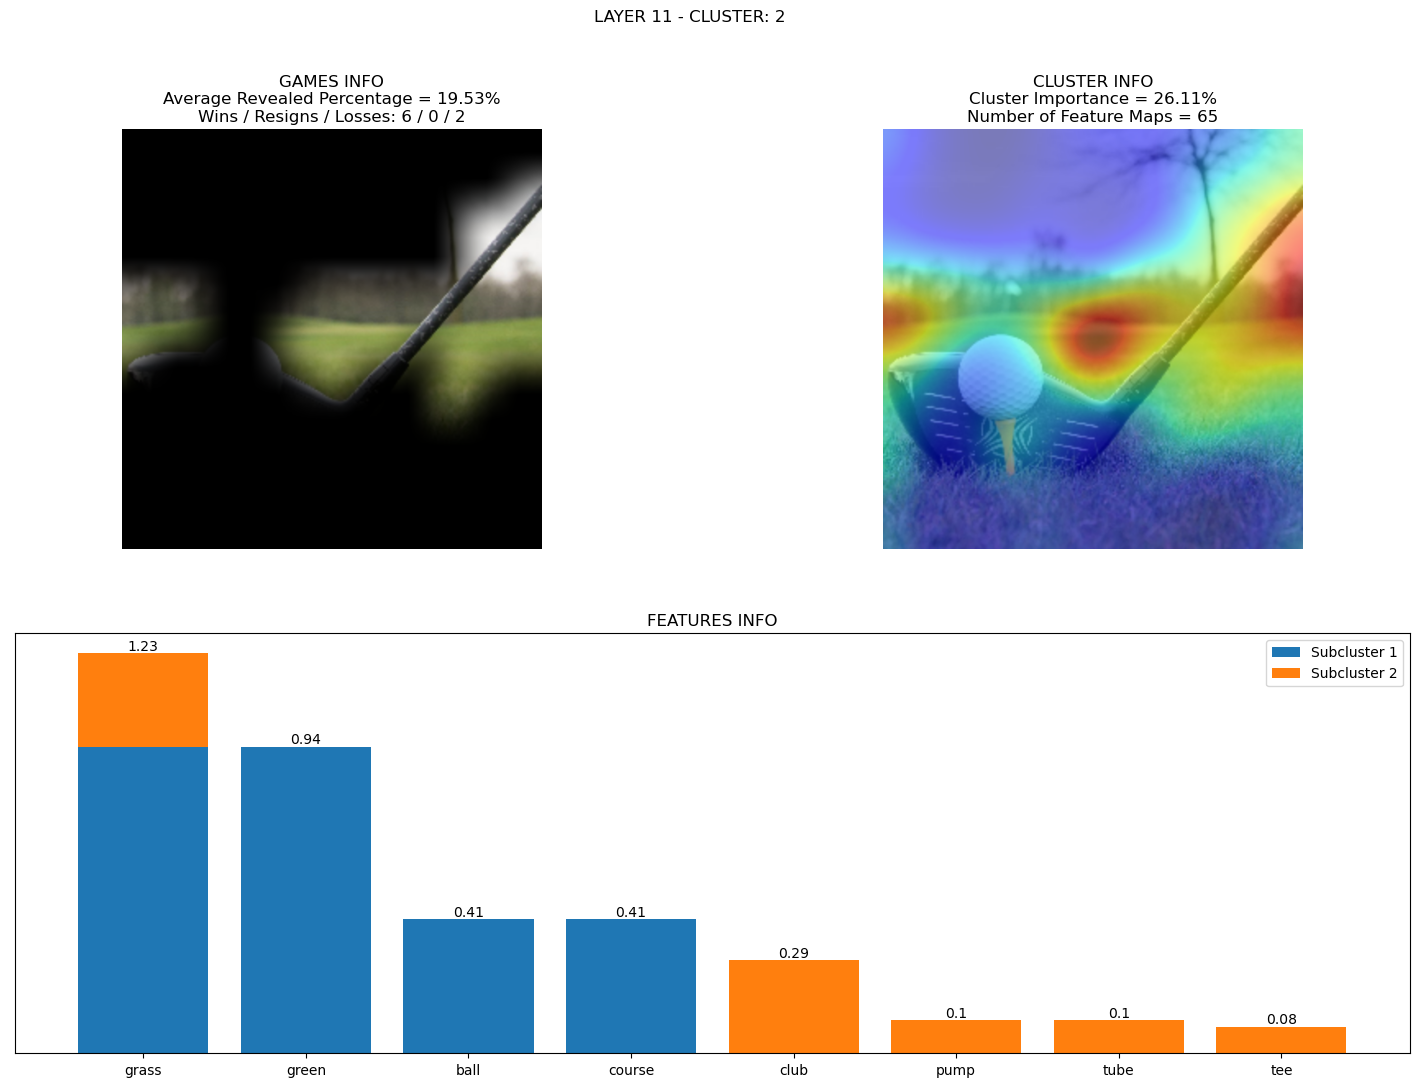 LAYER 11 - CLUSTER: 2
GAMES INFO
Average Revealed Percentage = 19.53%
Wins / Resigns / Losses: 6 / 0 / 2
CLUSTER INFO
Cluster Importance = 26.11%
Number of Feature Maps = 65
FEATURES INFO
Subcluster 1
Subcluster 2
1.23
0.94
0.41
0.41
0.29
0.1
0.1
0.08
grass
green
ball
course
club
pump
tube
tee